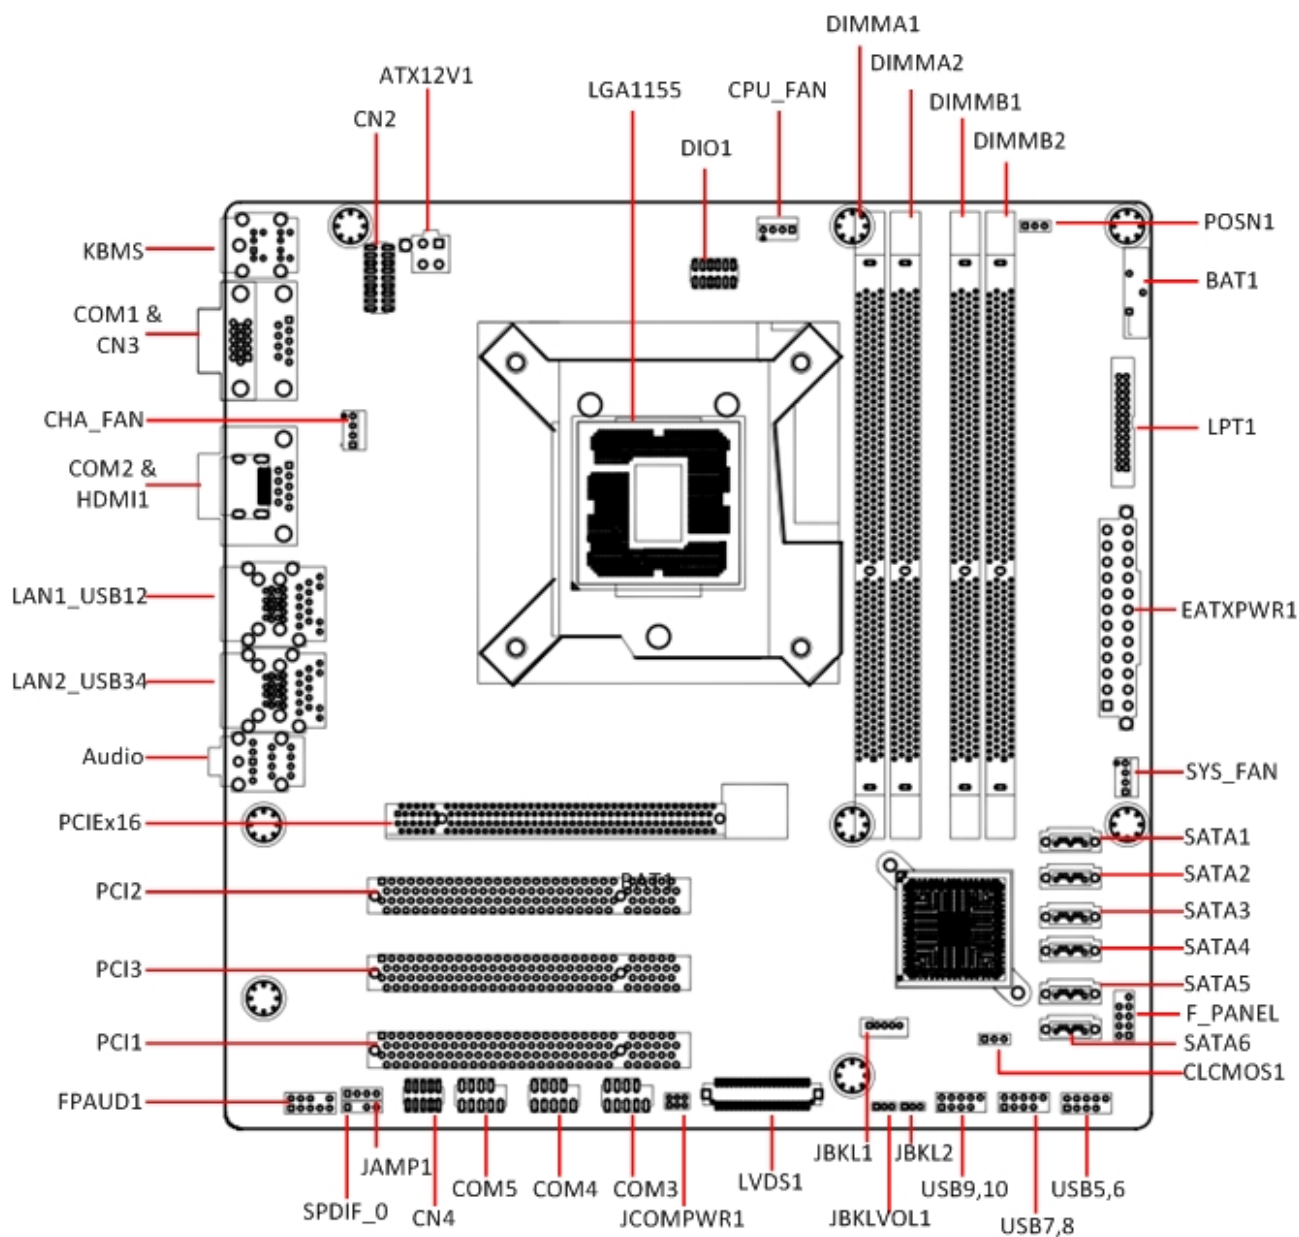 DIMMA1
DIMMA2
ATX12V1
LGA1155
CPU_FAN
DIMMB1
CN2
DIMMB2
DIO1
POSN1
KBMS
BAT1
COM1 &
CN3
CHA_FAN
LPT1
COM2 &
HDMI1
LAN1_USB12
EATXPWR1
LAN2_USB34
Audio
SYS_FAN
PCIEx16
SATA1
SATA2
PCI2
BAT1
SATA3
SATA4
PCI3
SATA5
F_PANEL
PCI1
SATA6
CLCMOS1
FPAUD1
JBKL1
JBKL2
JAMP1
LVDS1
COM5
COM4
COM3
USB9,10
USB5,6
SPDIF_0
CN4
JCOMPWR1
JBKLVOL1
USB7,8